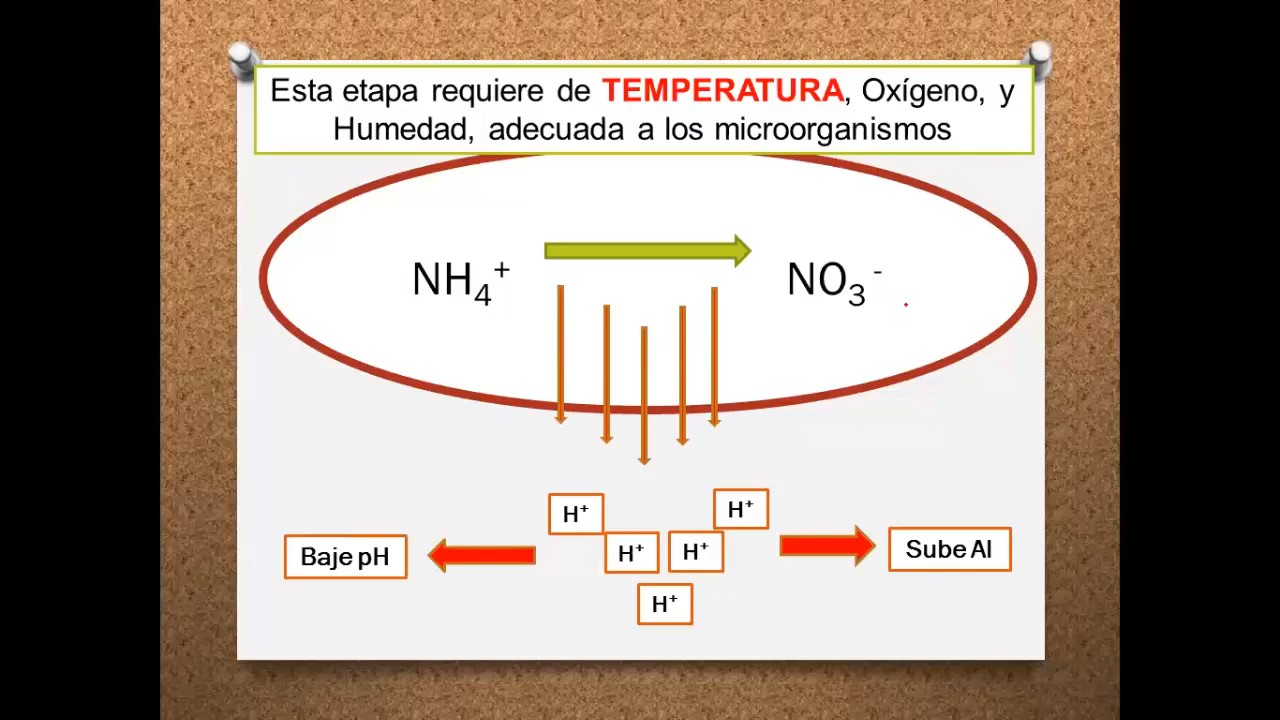 Esta etapa requiere de TEMPERATURA, Oxígeno, y
Humedad, adecuada a los microorganismos
NH₄⁺
NO₃⁻
H⁺
H⁺
H⁺
H⁺
H⁺
Baje pH
Sube Al